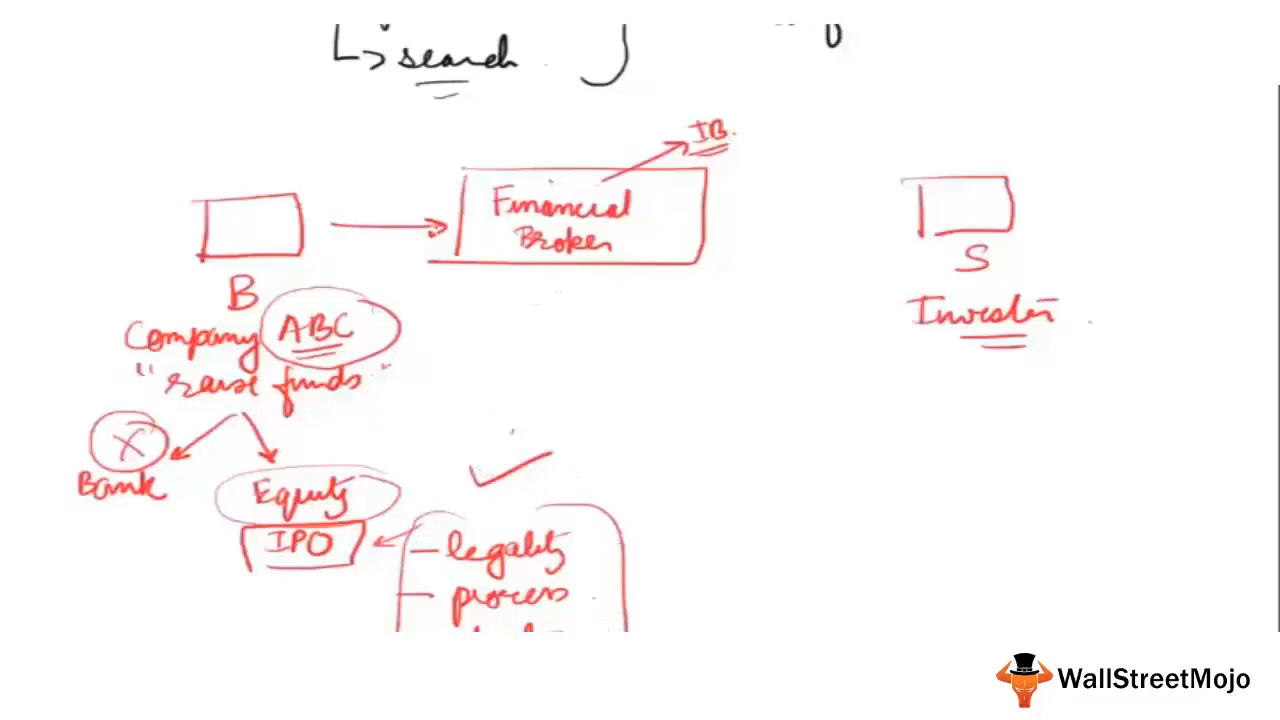 ↳ search
IB.
Financial
Broker
B
S
Company ABC
Investor
"raise funds"
X
Bank
Equity
IPO
- legality
- process
WallStreetMojo